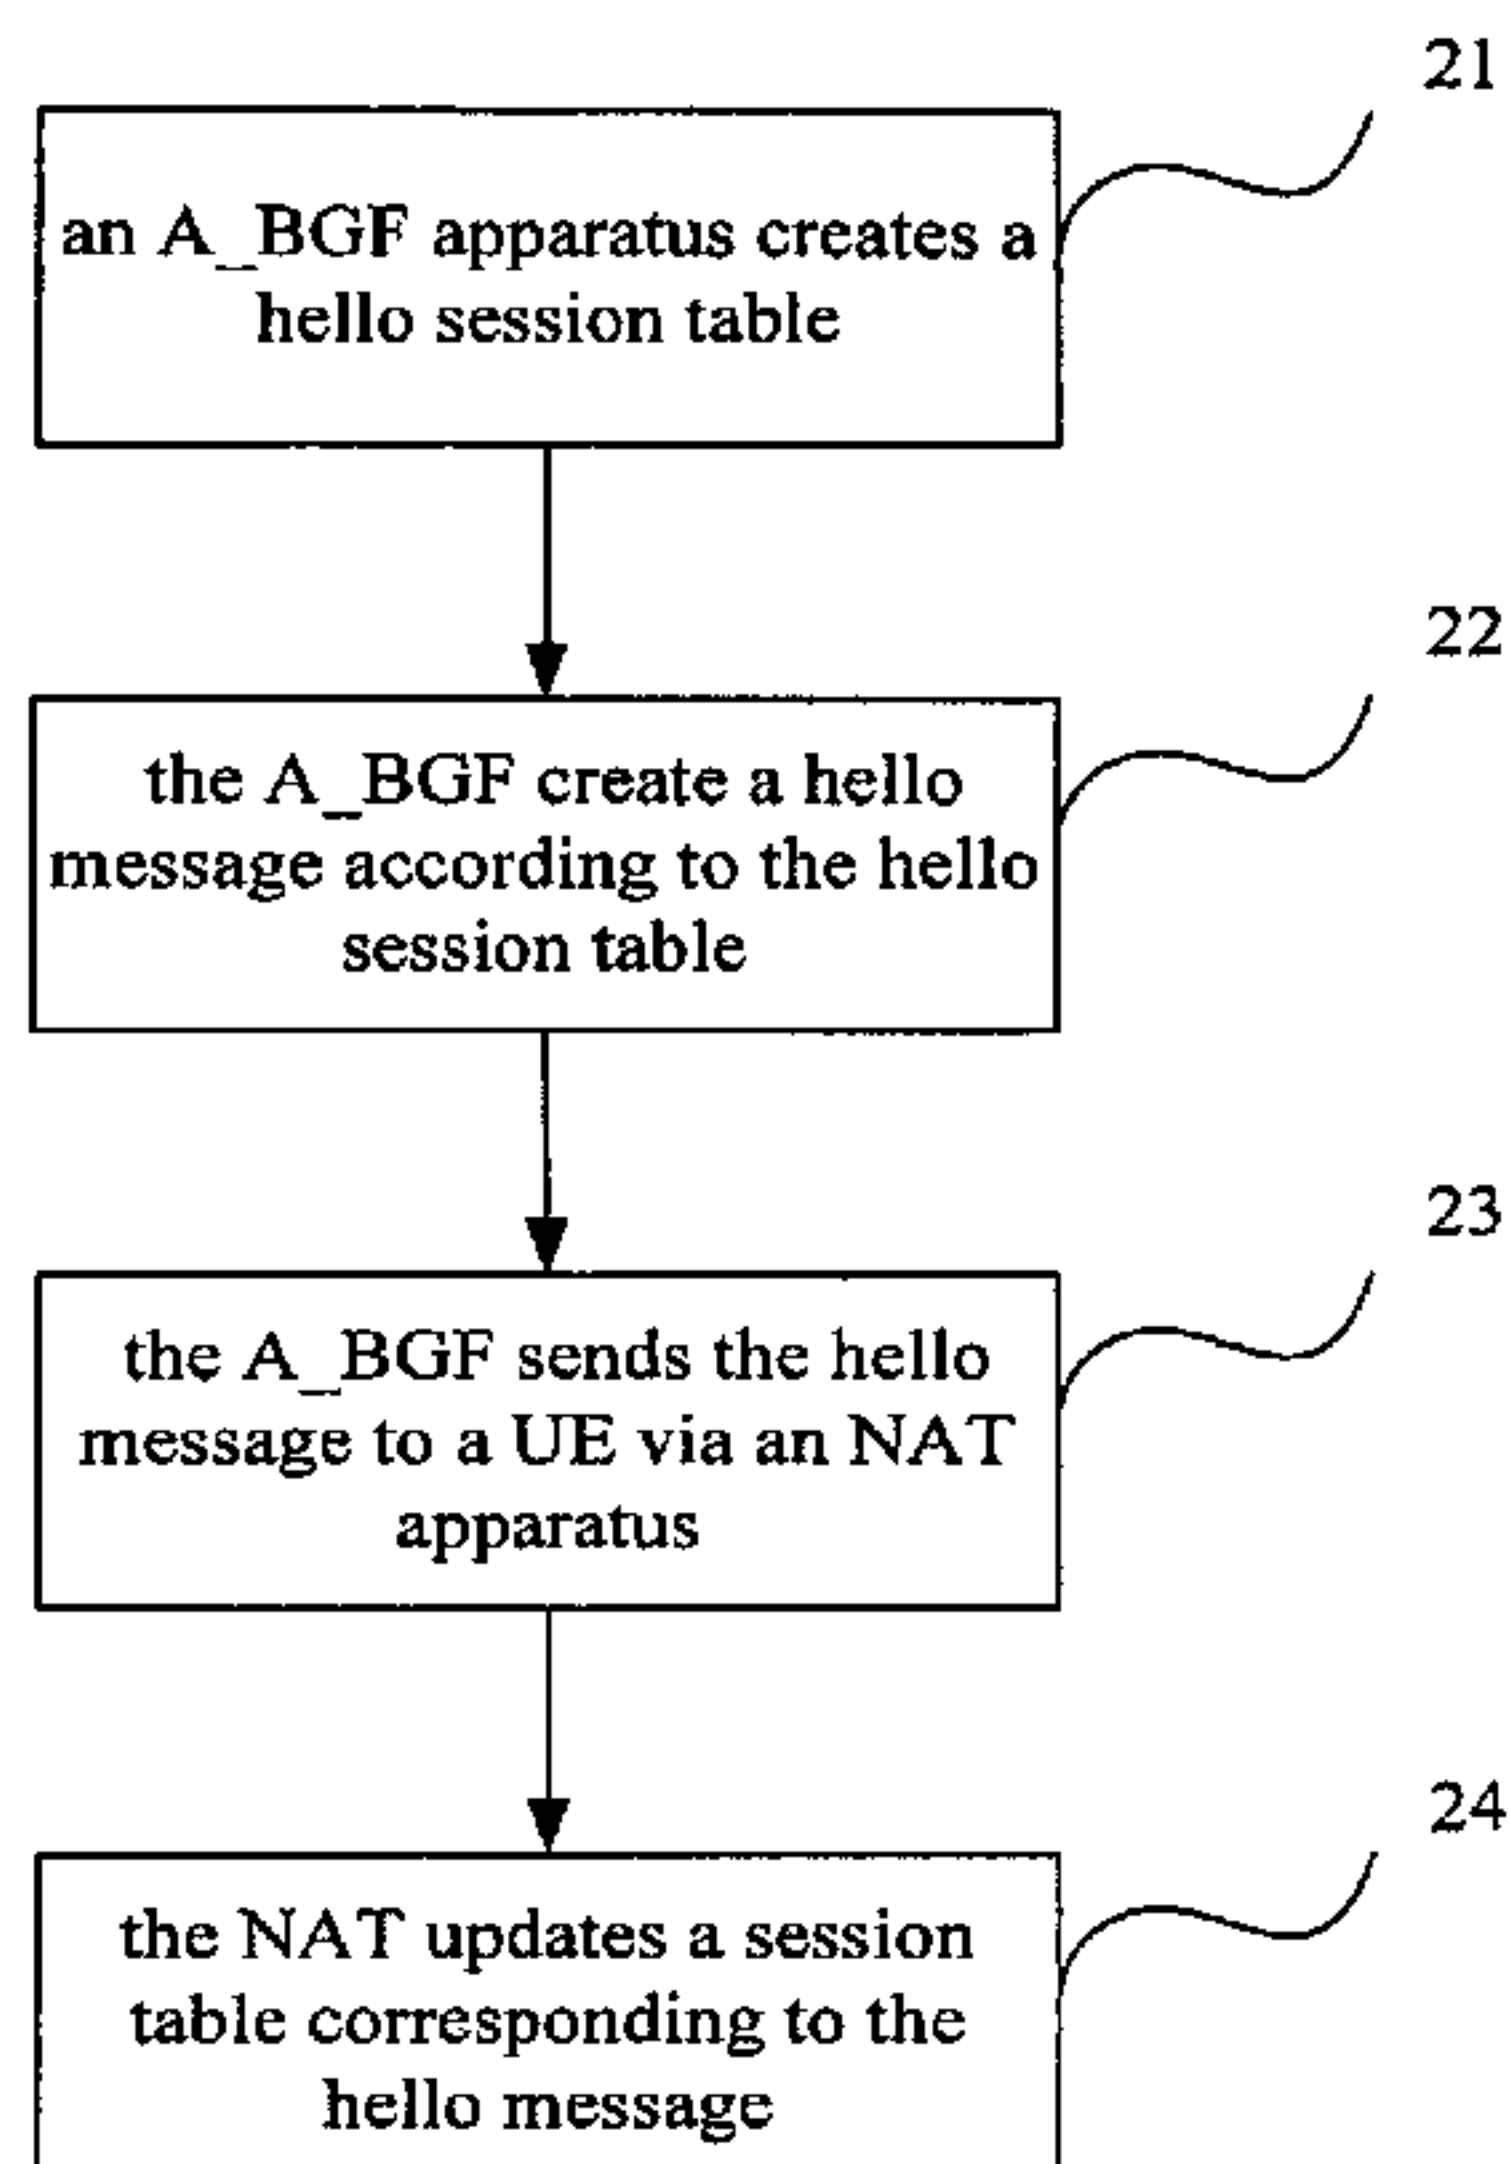 21
an A_BGF apparatus creates a
hello session table
22
the A_BGF create a hello
message according to the hello
session table
23
the A_BGF sends the hello
message to a UE via an NAT
apparatus
24
the NAT updates a session
table corresponding to the
hello message